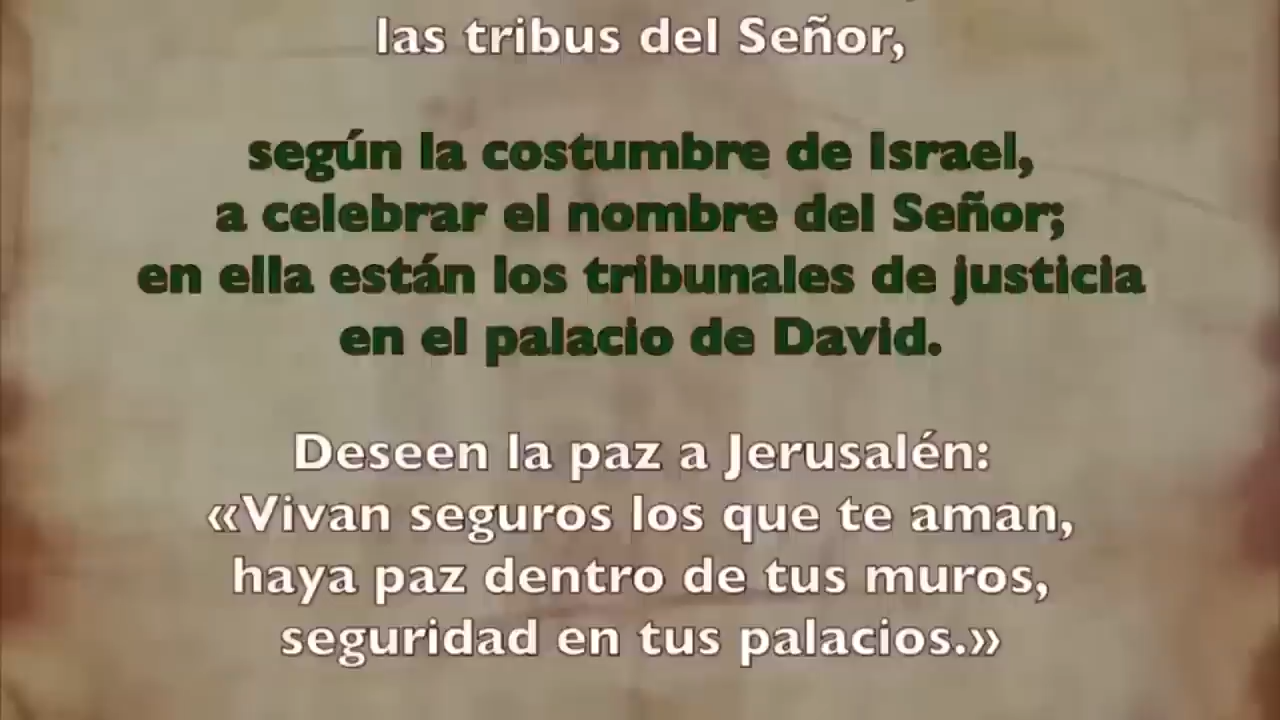 las tribus del Señor,
según la costumbre de Israel,
a celebrar el nombre del Señor;
en ella están los tribunales de justicia
en el palacio de David.
Deseen la paz a Jerusalén:
«Vivan seguros los que te aman,
haya paz dentro de tus muros,
seguridad en tus palacios.»